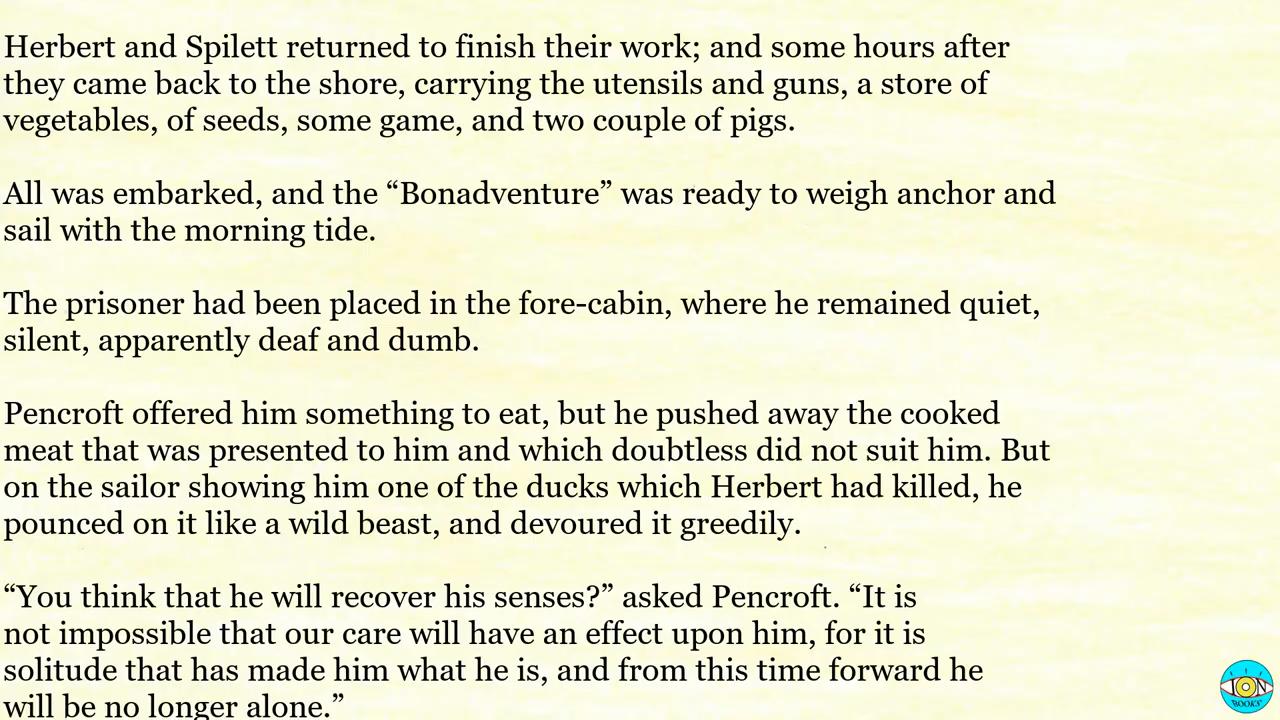 Herbert and Spilett returned to finish their work; and some hours after
they came back to the shore, carrying the utensils and guns, a store of
vegetables, of seeds, some game, and two couple of pigs.
All was embarked, and the “Bonadventure” was ready to weigh anchor and
sail with the morning tide.
The prisoner had been placed in the fore-cabin, where he remained quiet,
silent, apparently deaf and dumb.
Pencroft offered him something to eat, but he pushed away the cooked
meat that was presented to him and which doubtless did not suit him. But
on the sailor showing him one of the ducks which Herbert had killed, he
pounced on it like a wild beast, and devoured it greedily.
“You think that he will recover his senses?” asked Pencroft. “It is
not impossible that our care will have an effect upon him, for it is
solitude that has made him what he is, and from this time forward he
will be no longer alone.”
ION
BOOKS